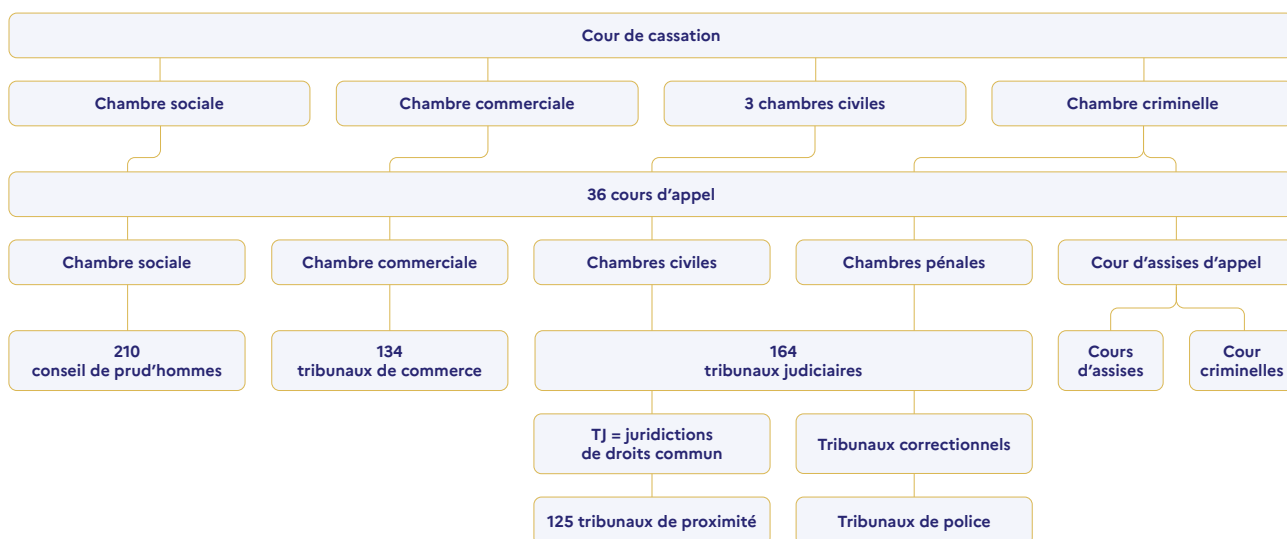 Cour de cassation
Chambre sociale
Chambre commerciale
3 chambres civiles
Chambre criminelle
36 cours d'appel
Chambre sociale
Chambre commerciale
Chambres civiles
Chambres pénales
Cour d'assises d'appel
210
conseil de prud'hommes
134
tribunaux de commerce
164
tribunaux judiciaires
Cours
d'assises
Cour
criminelles
TJ = juridictions
de droits commun
Tribunaux correctionnels
125 tribunaux de proximité
Tribunaux de police